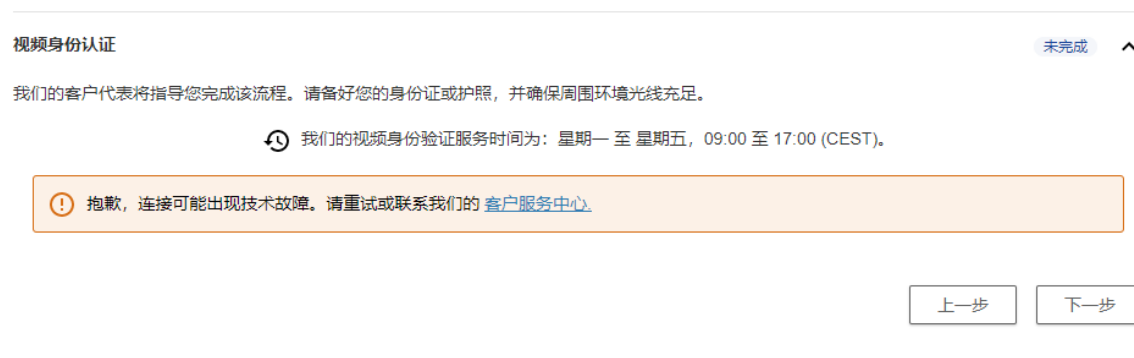 视频身份认证 未完成
我们的客户代表将指导您完成该流程。请备好您的身份证或护照，并确保周围环境光线充足。
我们的视频身份验证服务时间为：星期一 至 星期五，09:00 至 17:00 (CEST)。
抱歉，连接可能出现技术故障。请重试或联系我们的 客户服务中心.
上一步 下一步